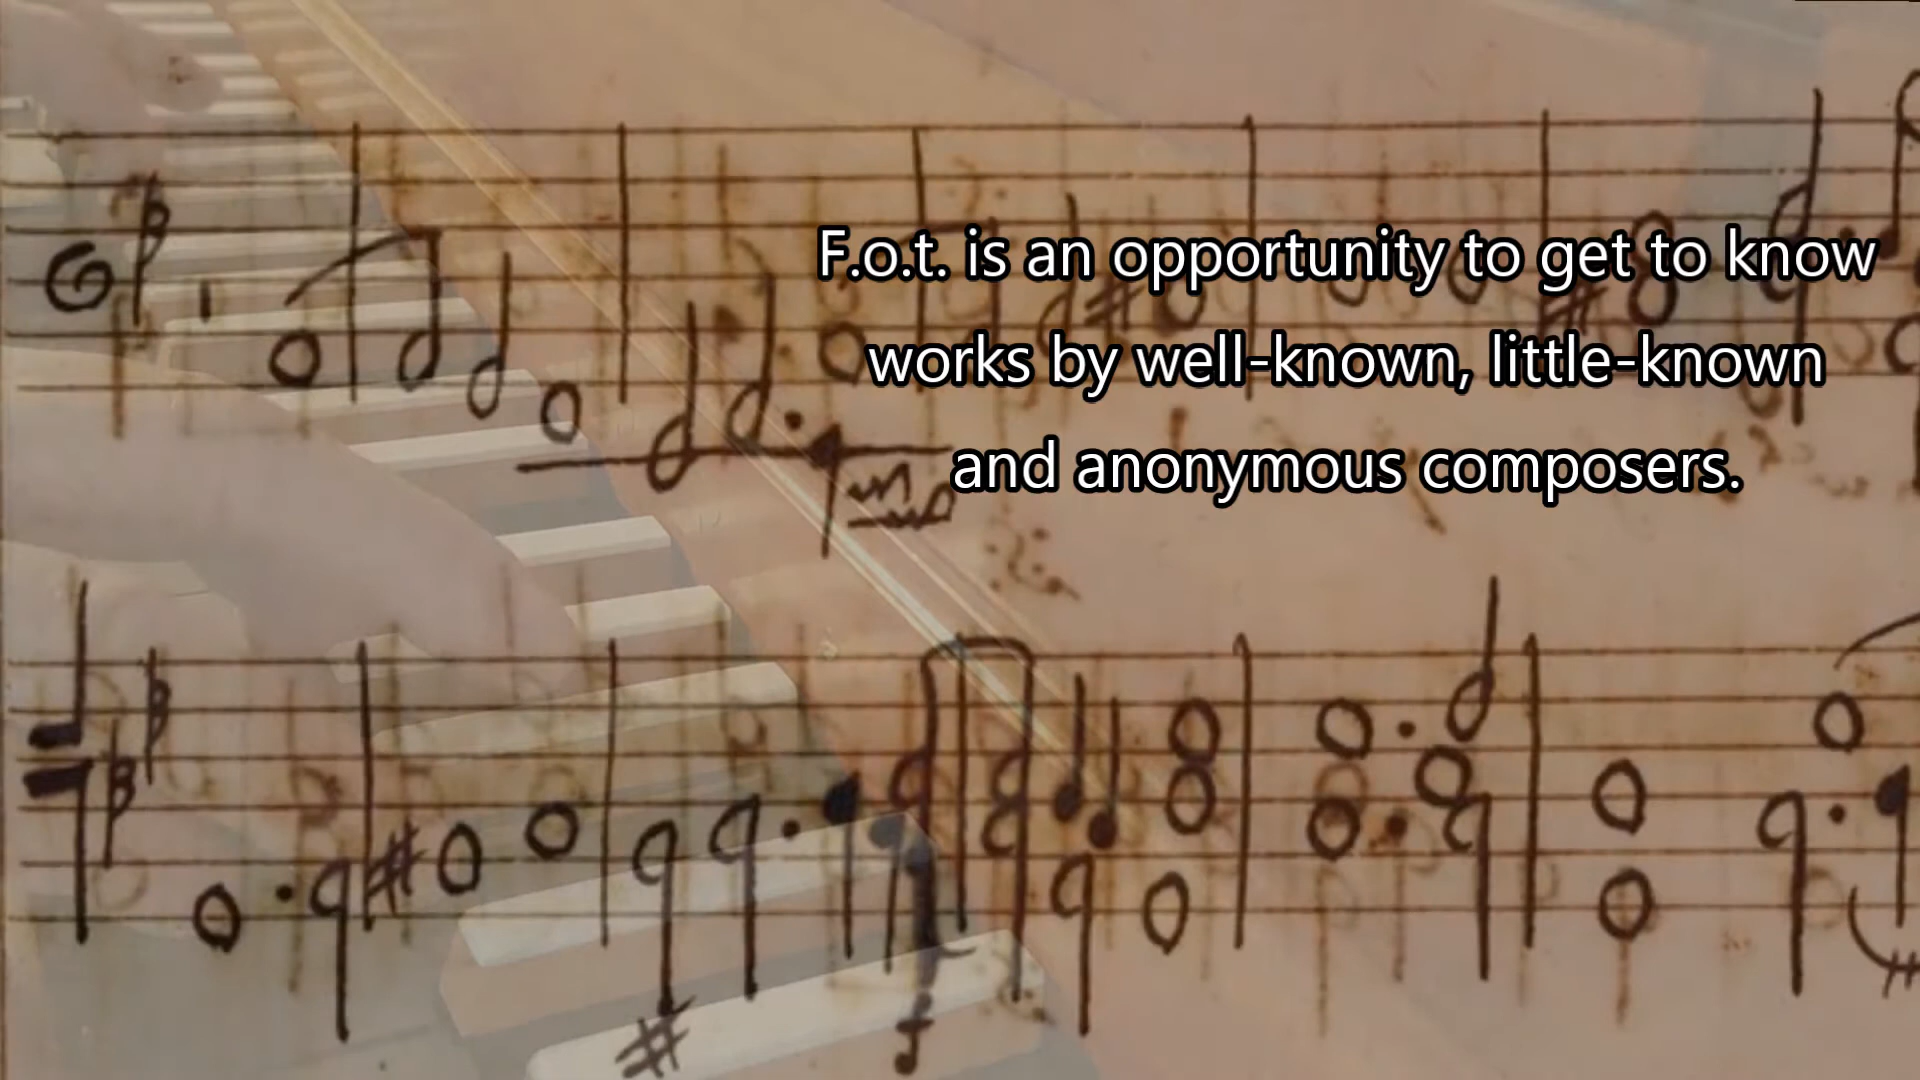 F.o.t. is an opportunity to get to know
works by well-known, little-known
and anonymous composers.